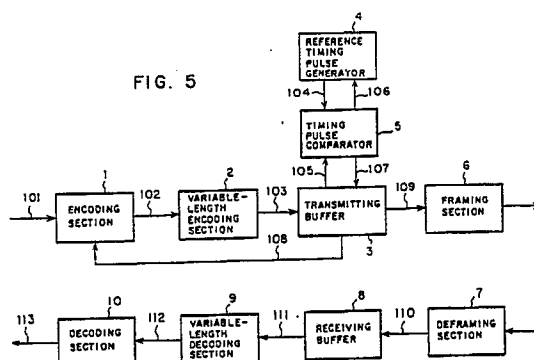 4
REFERENCE
TIMING
PULSE
GENERATOR
FIG. 5
104
106
5
TIMING
PULSE
COMPARATOR
1
2
105
107
6
101
ENCODING
SECTION
102
VARIABLE-
LENGTH
ENCODING
SECTION
103
TRANSMITTING
BUFFER
109
FRAMING
SECTION
108
3
10
9
8
7
113
DECODING
SECTION
112
VARIABLE-
LENGTH
DECODING
SECTION
111
RECEIVING
BUFFER
110
DEFRAMING
SECTION